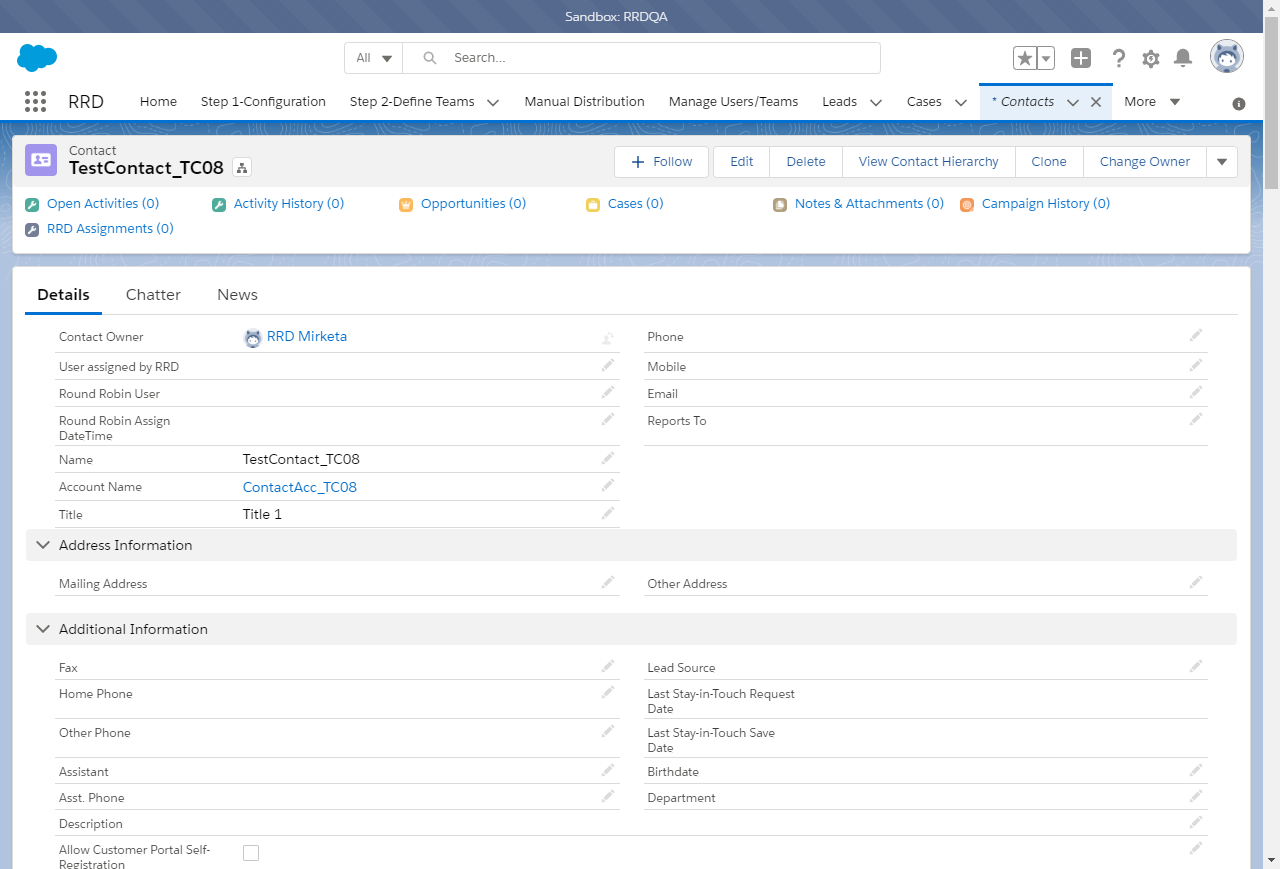 Sandbox: RRDQA
All
Search...
RRD
Home
Step 1-Configuration
Step 2-Define Teams
Manual Distribution
Manage Users/Teams
Leads
Cases
* Contacts
More
Contact
TestContact_TC08
Follow
Edit
Delete
View Contact Hierarchy
Clone
Change Owner
Open Activities (0)
Activity History (0)
Opportunities (0)
Cases (0)
Notes & Attachments (0)
Campaign History (0)
RRD Assignments (0)
Details
Chatter
News
Contact Owner
RRD Mirketa
Phone
User assigned by RRD
Mobile
Round Robin User
Email
Round Robin Assign
DateTime
Reports To
Name
TestContact_TC08
Account Name
ContactAcc_TC08
Title
Title 1
Address Information
Mailing Address
Other Address
Additional Information
Fax
Lead Source
Home Phone
Last Stay-in-Touch Request
Date
Other Phone
Last Stay-in-Touch Save
Date
Assistant
Birthdate
Asst. Phone
Department
Description
Allow Customer Portal Self-
Registration